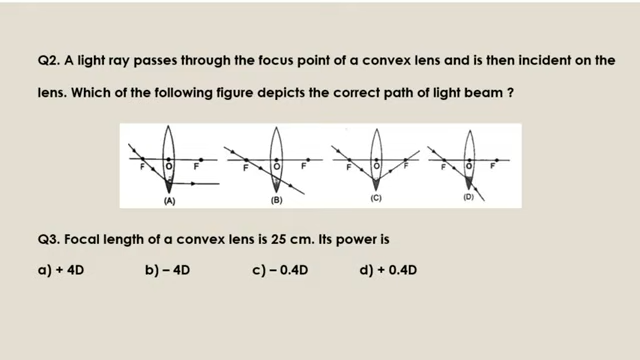 Q2. A light ray passes through the focus point of a convex lens and is then incident on the
lens. Which of the following figure depicts the correct path of light beam ?
F O F F O F F O F F O F
(A) (B) (C) (D)
Q3. Focal length of a convex lens is 25 cm. Its power is
a) + 4D b) – 4D c) – 0.4D d) + 0.4D